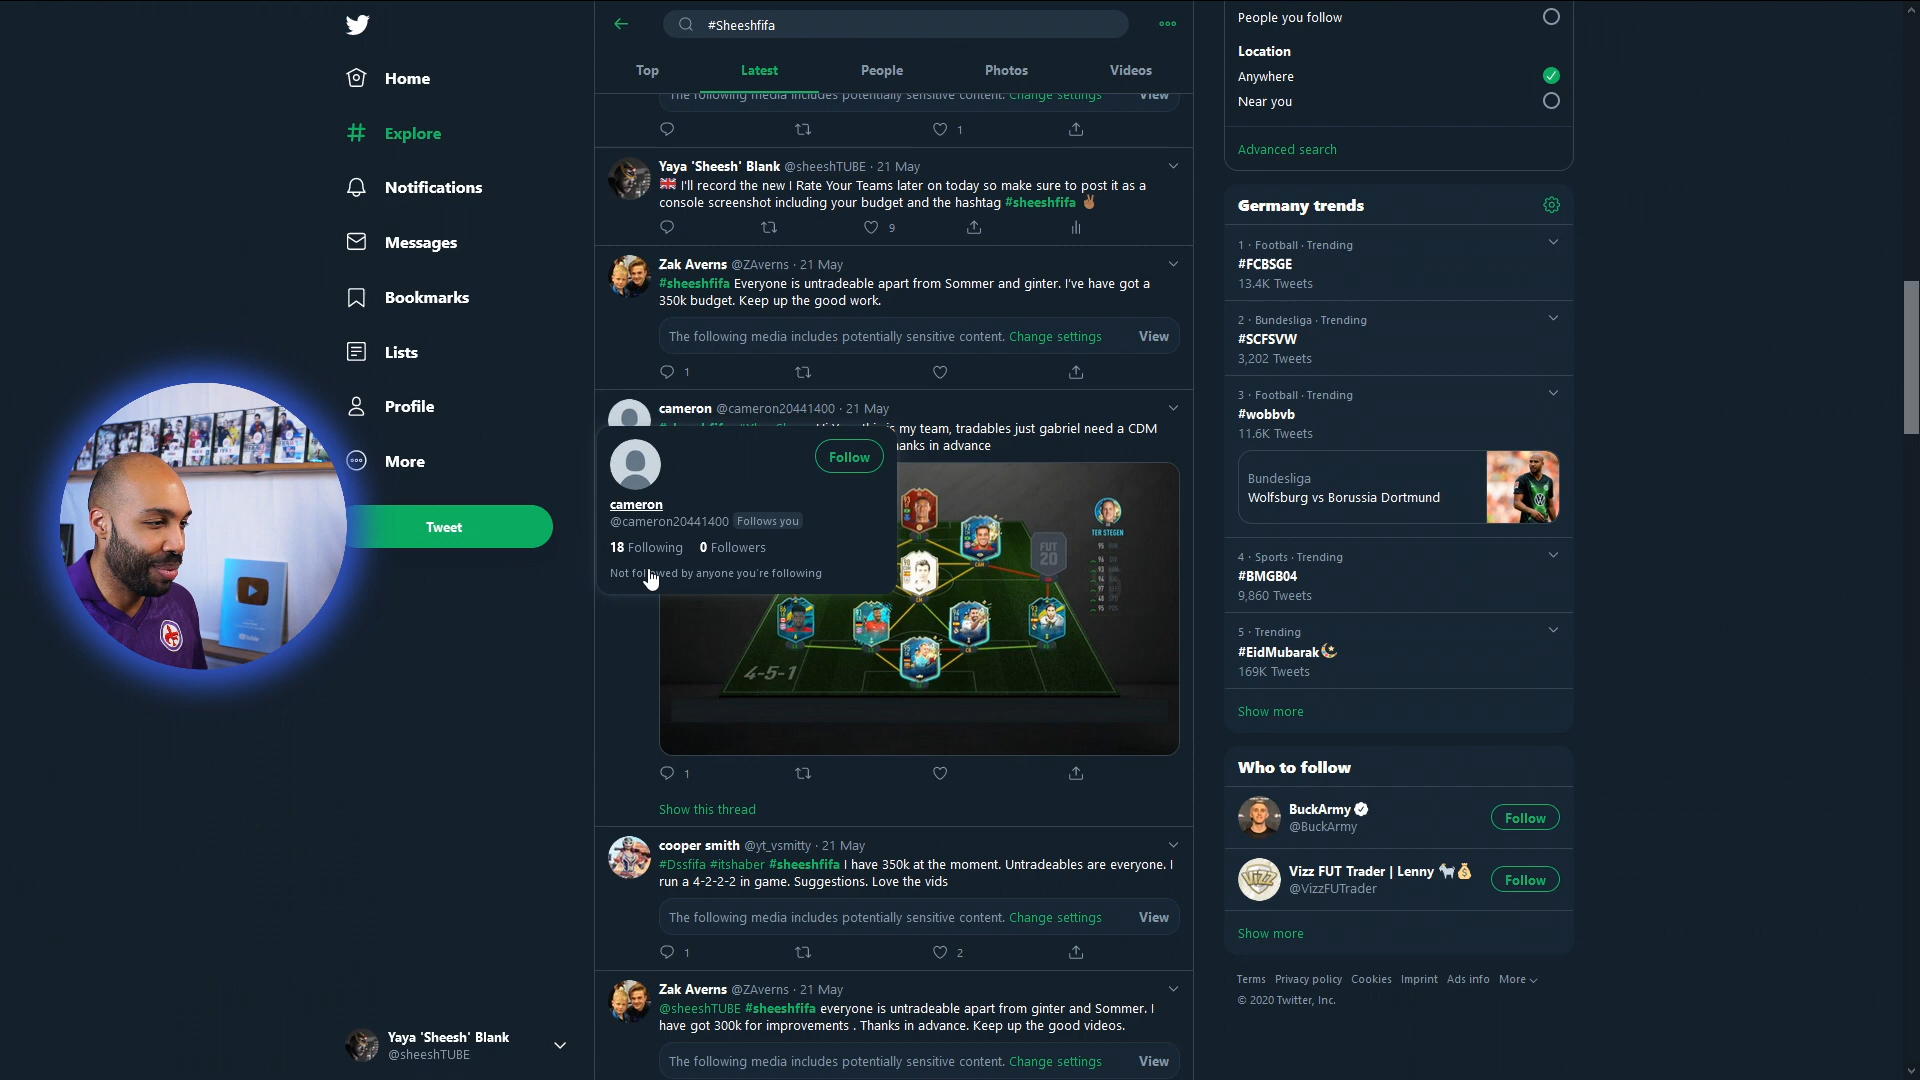 Home
Explore
Notifications
Messages
Bookmarks
Lists
Profile
More
Tweet
Yaya 'Sheesh' Blank
@sheeshTUBE
#Sheeshfifa
Top
Latest
People
Photos
Videos
The following media includes potentially sensitive content. Change settings
View
1
Yaya 'Sheesh' Blank @sheeshTUBE · 21 May
🇬🇧 I'll record the new I Rate Your Teams later on today so make sure to post it as a
console screenshot including your budget and the hashtag #sheeshfifa ✌🏾
9
Zak Averns @ZAverns · 21 May
#sheeshfifa Everyone is untradeable apart from Sommer and ginter. I've have got a
350k budget. Keep up the good work.
The following media includes potentially sensitive content. Change settings
View
1
cameron @cameron20441400 · 21 May
is my team, tradables just gabriel need a CDM
hanks in advance
Follow
cameron
@cameron20441400 Follows you
18 Following 0 Followers
Not followed by anyone you're following
TER STEGEN
FUT
20
4-5-1
1
Show this thread
cooper smith @yt_vsmitty · 21 May
#Dssfifa #itshaber #sheeshfifa I have 350k at the moment. Untradeables are everyone. I
run a 4-2-2-2 in game. Suggestions. Love the vids
The following media includes potentially sensitive content. Change settings
View
1
2
Zak Averns @ZAverns · 21 May
@sheeshTUBE #sheeshfifa everyone is untradeable apart from ginter and Sommer. I
have got 300k for improvements . Thanks in advance. Keep up the good videos.
The following media includes potentially sensitive content. Change settings
View
People you follow
Location
Anywhere
Near you
Advanced search
Germany trends
1 · Football · Trending
#FCBSGE
13.4K Tweets
2 · Bundesliga · Trending
#SCFSVW
3,202 Tweets
3 · Football · Trending
#wobbvb
11.6K Tweets
Bundesliga
Wolfsburg vs Borussia Dortmund
4 · Sports · Trending
#BMGB04
9,860 Tweets
5 · Trending
#EidMubarak
169K Tweets
Show more
Who to follow
BuckArmy
@BuckArmy
Follow
Vizz FUT Trader | Lenny 🐐💰
@VizzFUTrader
Follow
Show more
Terms Privacy policy Cookies Imprint Ads info More
© 2020 Twitter, Inc.